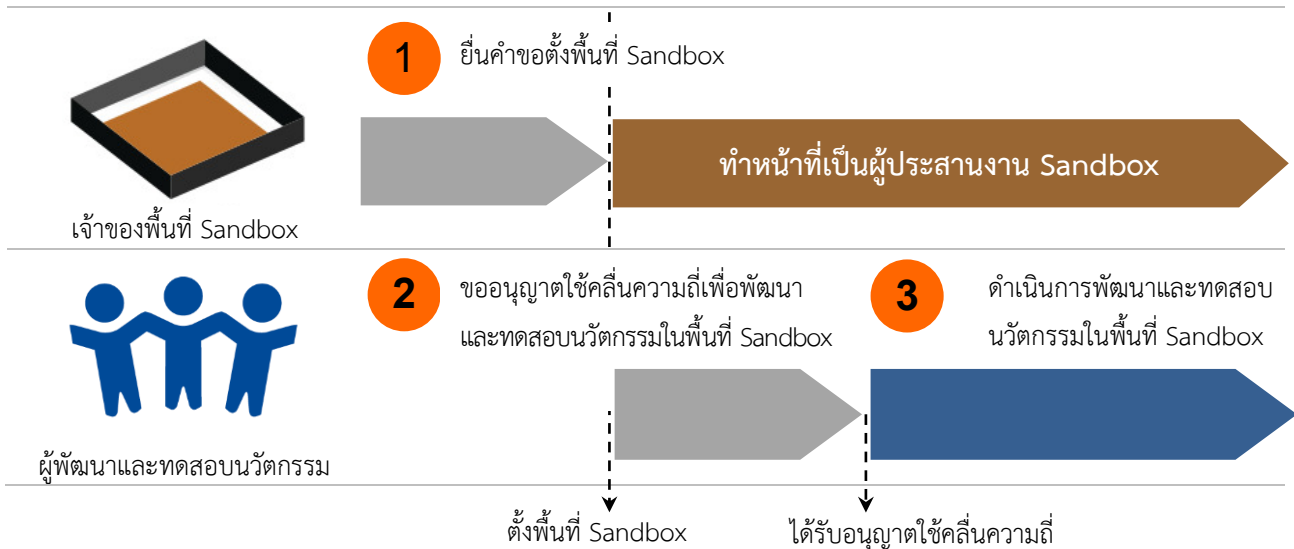 1
ยื่นคำขอตั้งพื้นที่ Sandbox
ทำหน้าที่เป็นผู้ประสานงาน Sandbox
เจ้าของพื้นที่ Sandbox
2
ขออนุญาตใช้คลื่นความถี่เพื่อพัฒนา
และทดสอบนวัตกรรมในพื้นที่ Sandbox
3
ดำเนินการพัฒนาและทดสอบ
นวัตกรรมในพื้นที่ Sandbox
ผู้พัฒนาและทดสอบนวัตกรรม
ตั้งพื้นที่ Sandbox
ได้รับอนุญาตใช้คลื่นความถี่